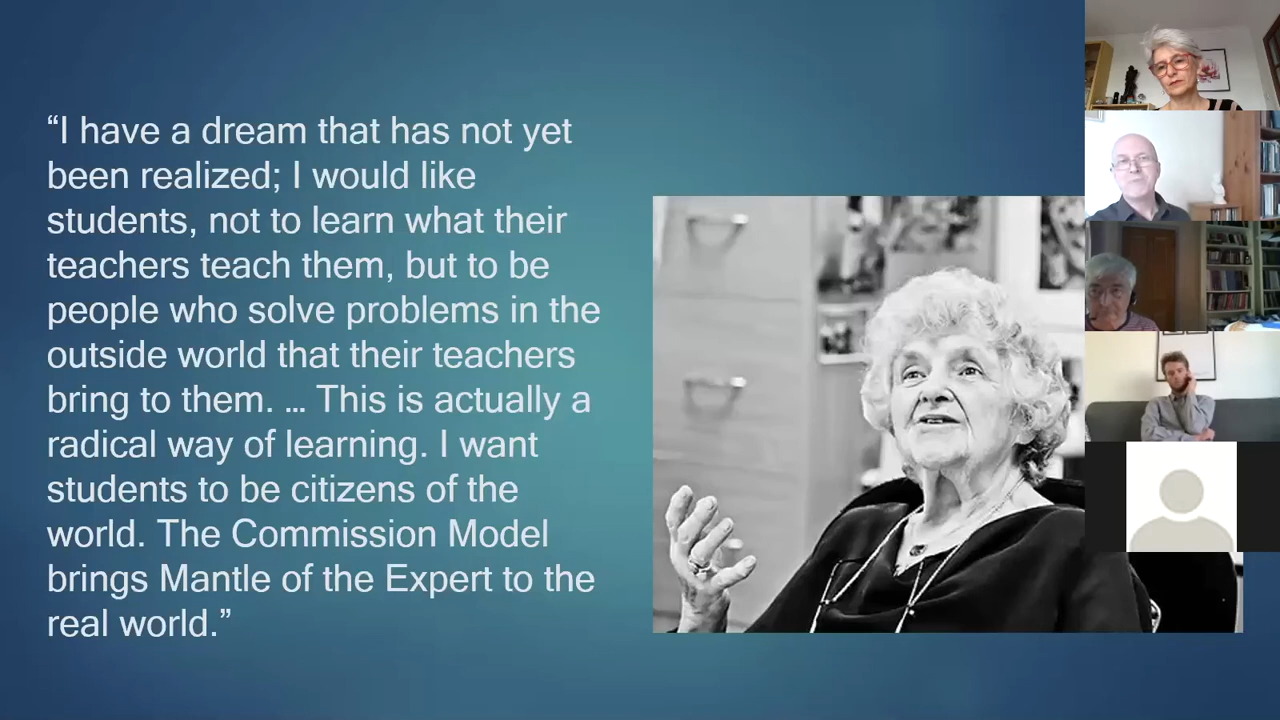 “I have a dream that has not yet
been realized; I would like
students, not to learn what their
teachers teach them, but to be
people who solve problems in the
outside world that their teachers
bring to them. … This is actually a
radical way of learning. I want
students to be citizens of the
world. The Commission Model
brings Mantle of the Expert to the
real world.”